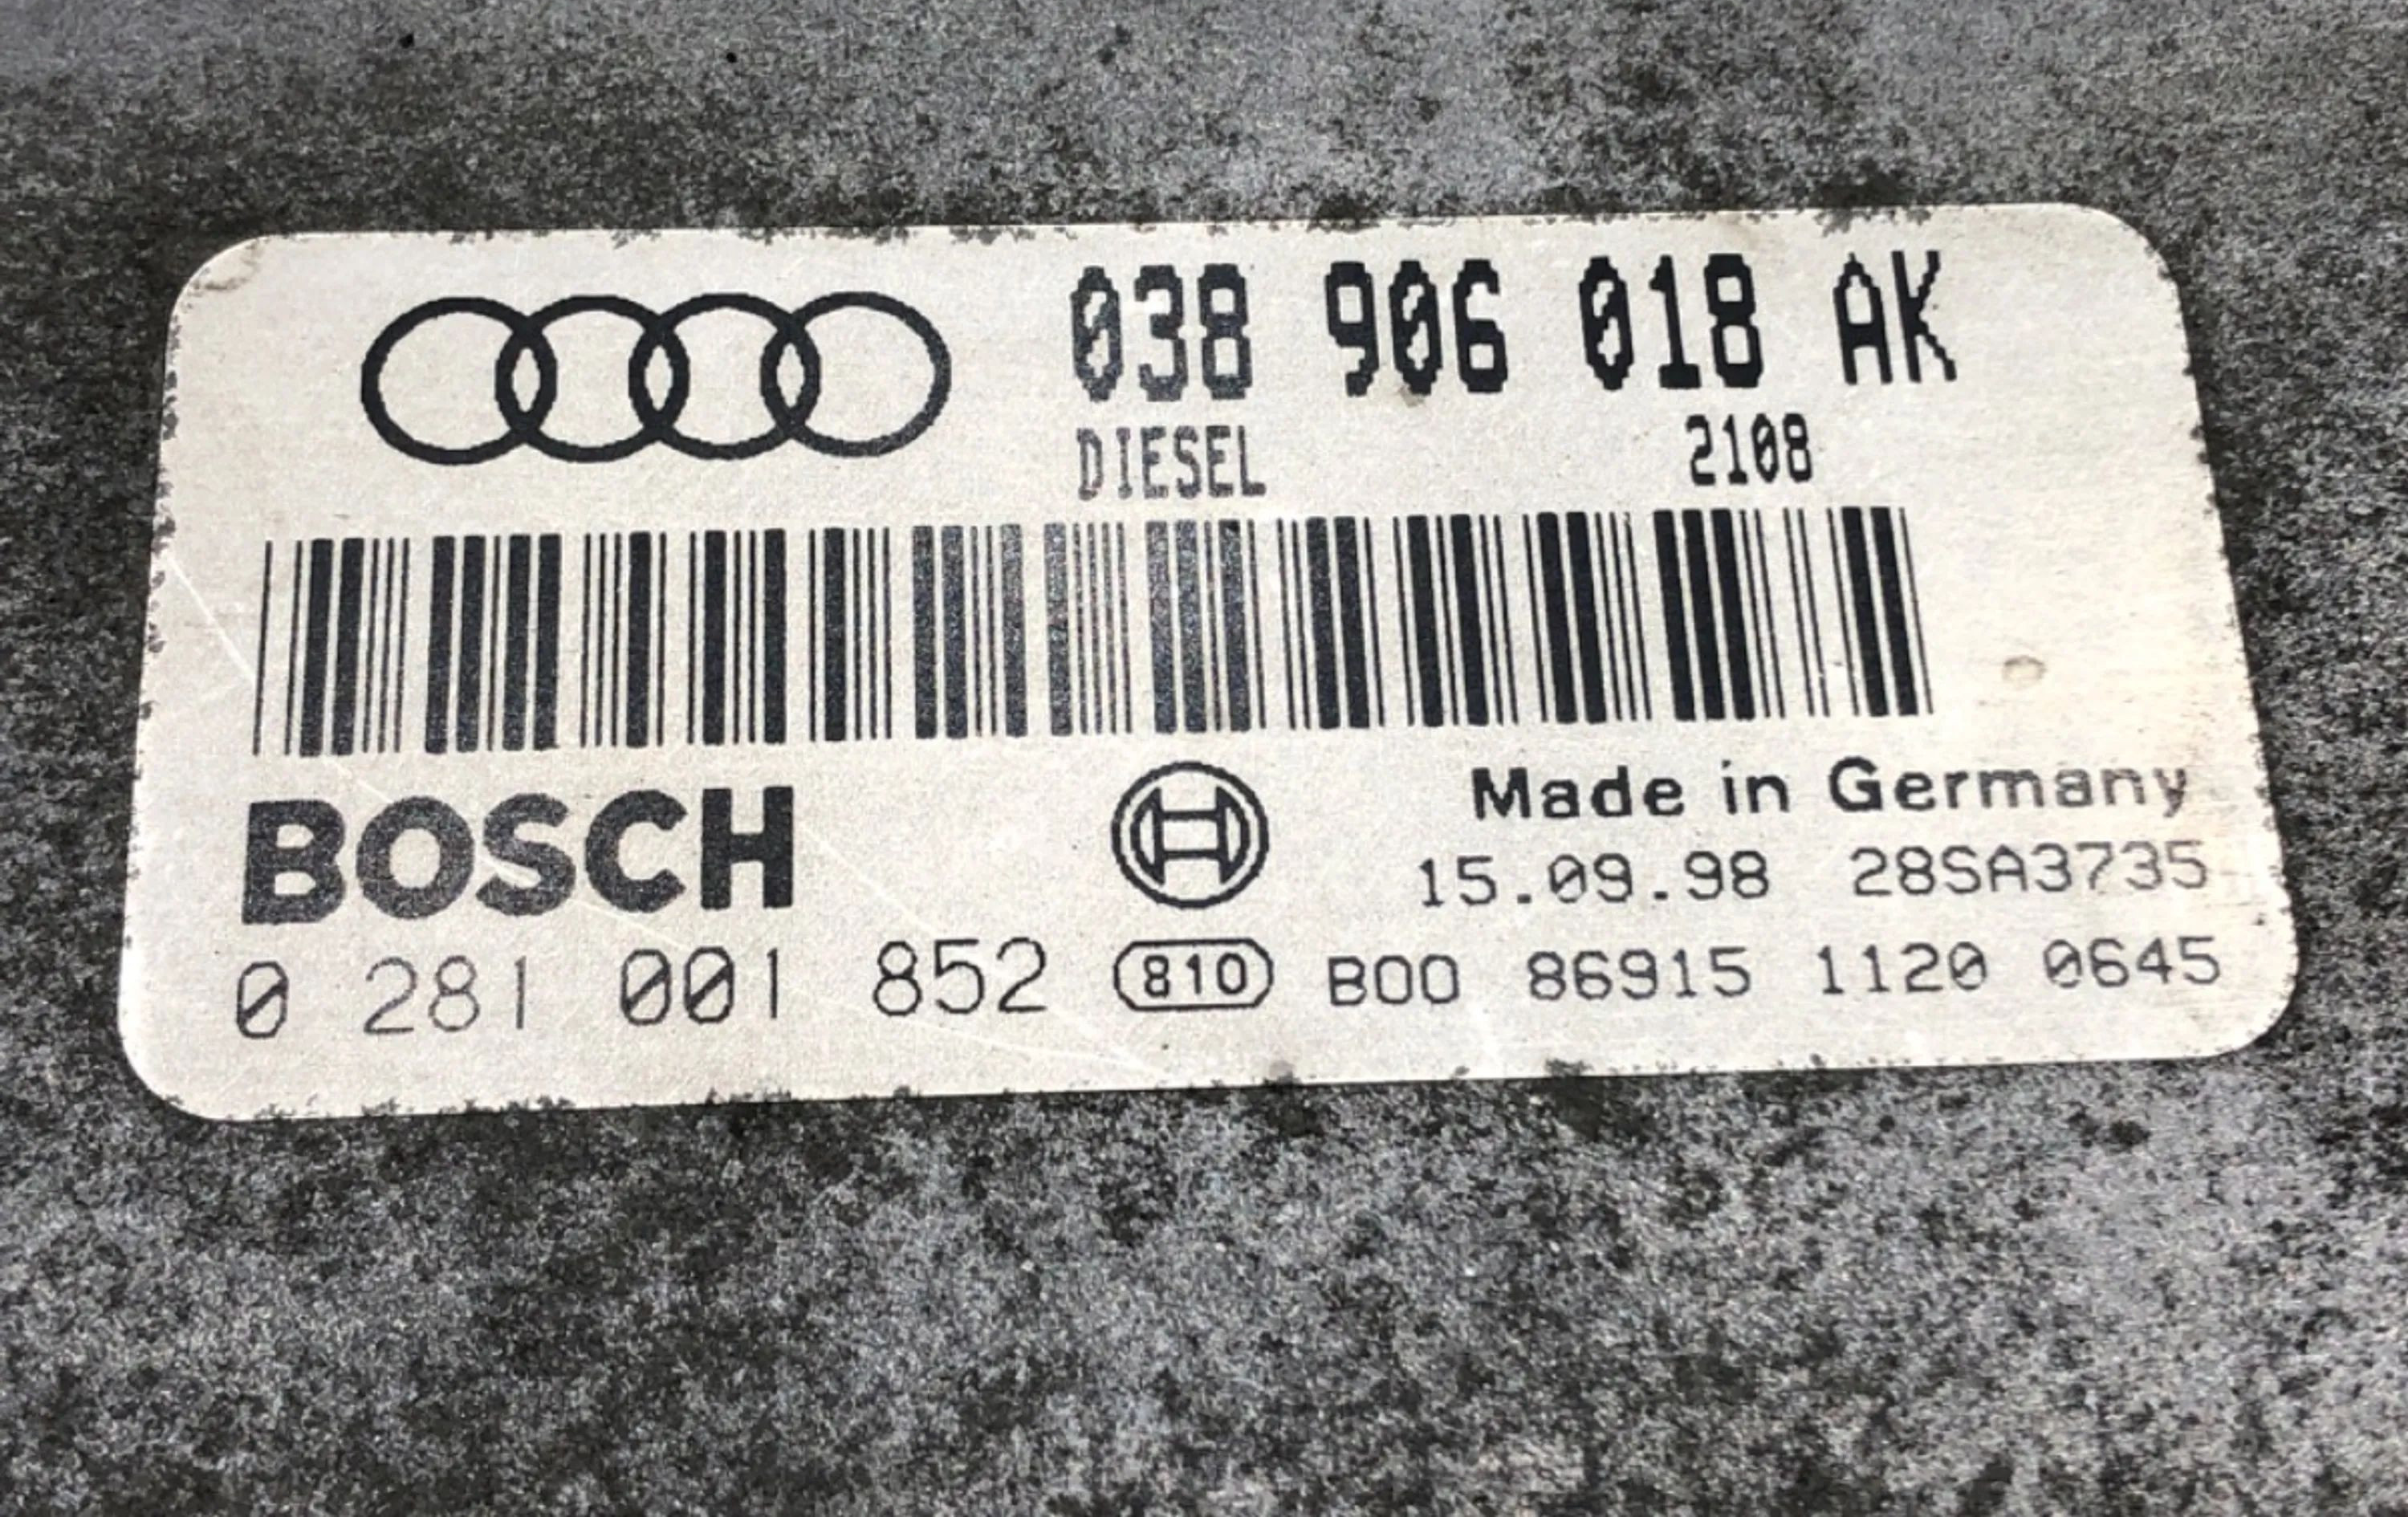 038 906 018 AK
DIESEL 2108
BOSCH
Made in Germany
15.09.98 28SA3735
0 281 001 852 810 B00 86915 1120 0645